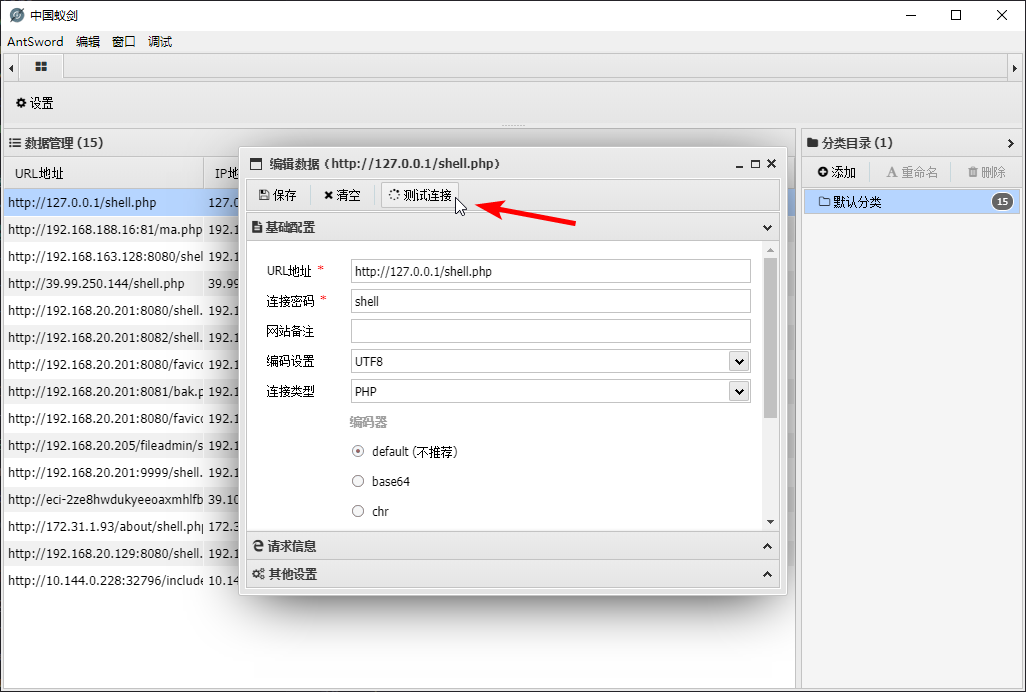 中国蚁剑
AntSword 编辑 窗口 调试
设置
数据管理 (15)
URL地址 IP地
http://127.0.0.1/shell.php 127.0
http://192.168.188.16:81/ma.php 192.1
http://192.168.163.128:8080/shel 192.1
http://39.99.250.144/shell.php 39.99
http://192.168.20.201:8080/shell. 192.1
http://192.168.20.201:8082/shell. 192.1
http://192.168.20.201:8080/favico 192.1
http://192.168.20.201:8081/bak.p 192.1
http://192.168.20.201:8080/favico 192.1
http://192.168.20.205/fileadmin/s 192.1
http://192.168.20.201:9999/shell. 192.1
http://eci-2ze8hwdukyeeoaxmhlfb 39.10
http://172.31.1.93/about/shell.php 172.3
http://192.168.20.129:8080/shell. 192.1
http://10.144.0.228:32796/include 10.14
编辑数据 (http://127.0.0.1/shell.php)
保存 清空 测试连接
基础配置
URL地址 * http://127.0.0.1/shell.php
连接密码 * shell
网站备注
编码设置 UTF8
连接类型 PHP
编码器
default (不推荐)
base64
chr
请求信息
其他设置
分类目录 (1)
添加 重命名 删除
默认分类 15